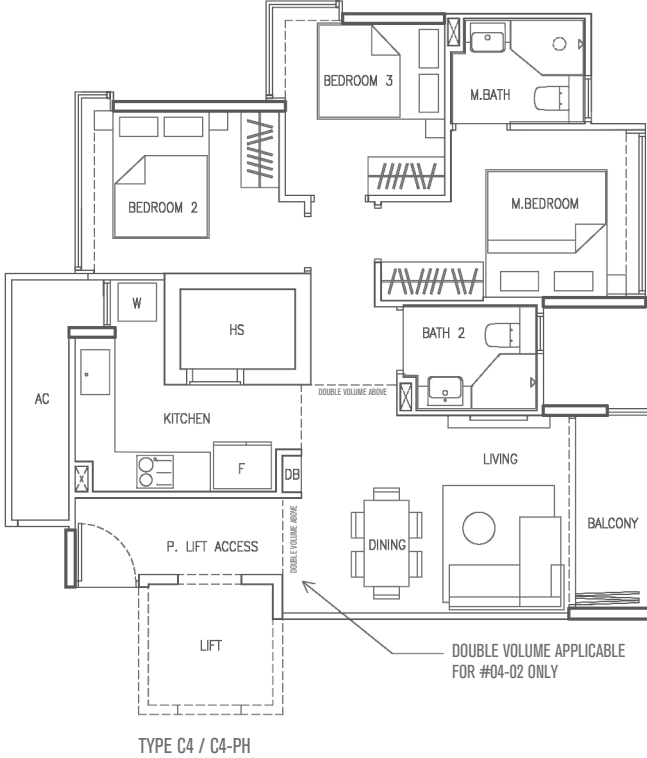 BEDROOM 3
M.BATH
BEDROOM 2
M.BEDROOM
W
HS
BATH 2
AC
DOUBLE VOLUME ABOVE
KITCHEN
F
DB
LIVING
DOUBLE VOLUME ABOVE
BALCONY
P. LIFT ACCESS
DINING
LIFT
DOUBLE VOLUME APPLICABLE
FOR #04-02 ONLY
TYPE C4 / C4-PH